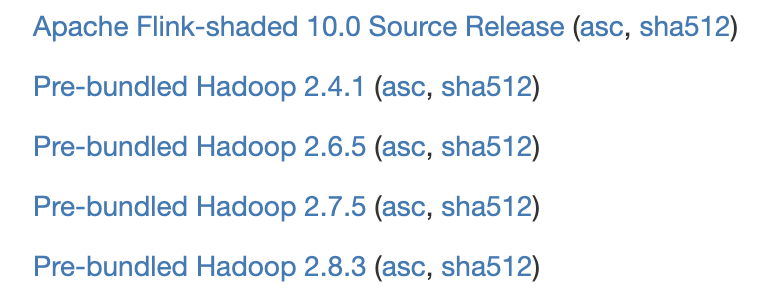 Apache Flink-shaded 10.0 Source Release (asc, sha512)
Pre-bundled Hadoop 2.4.1 (asc, sha512)
Pre-bundled Hadoop 2.6.5 (asc, sha512)
Pre-bundled Hadoop 2.7.5 (asc, sha512)
Pre-bundled Hadoop 2.8.3 (asc, sha512)